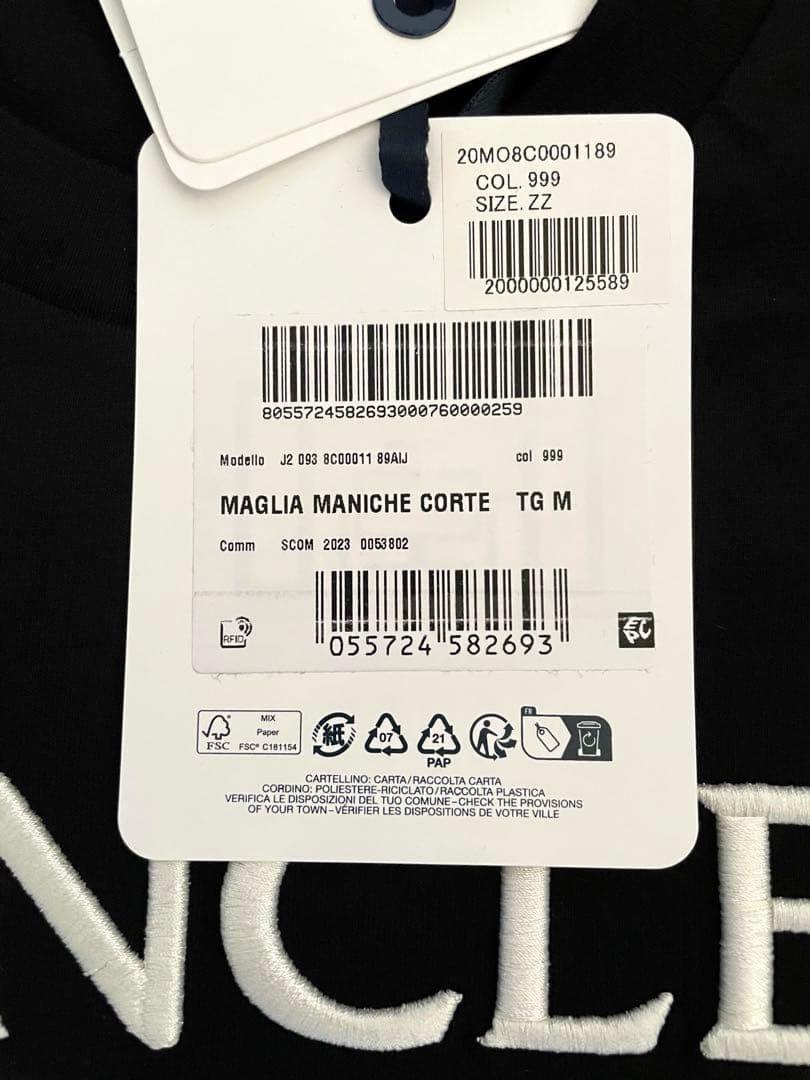 20MO8C0001189
COL. 999
SIZE. ZZ
2000000125589
8055724582693000760000259
Modello J2 093 8C00011 89AIJ col 999
MAGLIA MANICHE CORTE TG M
Comm SCOM 2023 0053802
RFID
055724 582693
EPC
FSC
MIX
Paper
FSC® C181154
紙
07
21
PAP
FR
CARTELLINO: CARTA/RACCOLTA CARTA
CORDINO: POLIESTERE-RICICLATO/RACCOLTA PLASTICA
VERIFICA LE DISPOSIZIONI DEL TUO COMUNE–CHECK THE PROVISIONS
OF YOUR TOWN–VÉRIFIER LES DISPOSITIONS DE VOTRE VILLE
NCLE